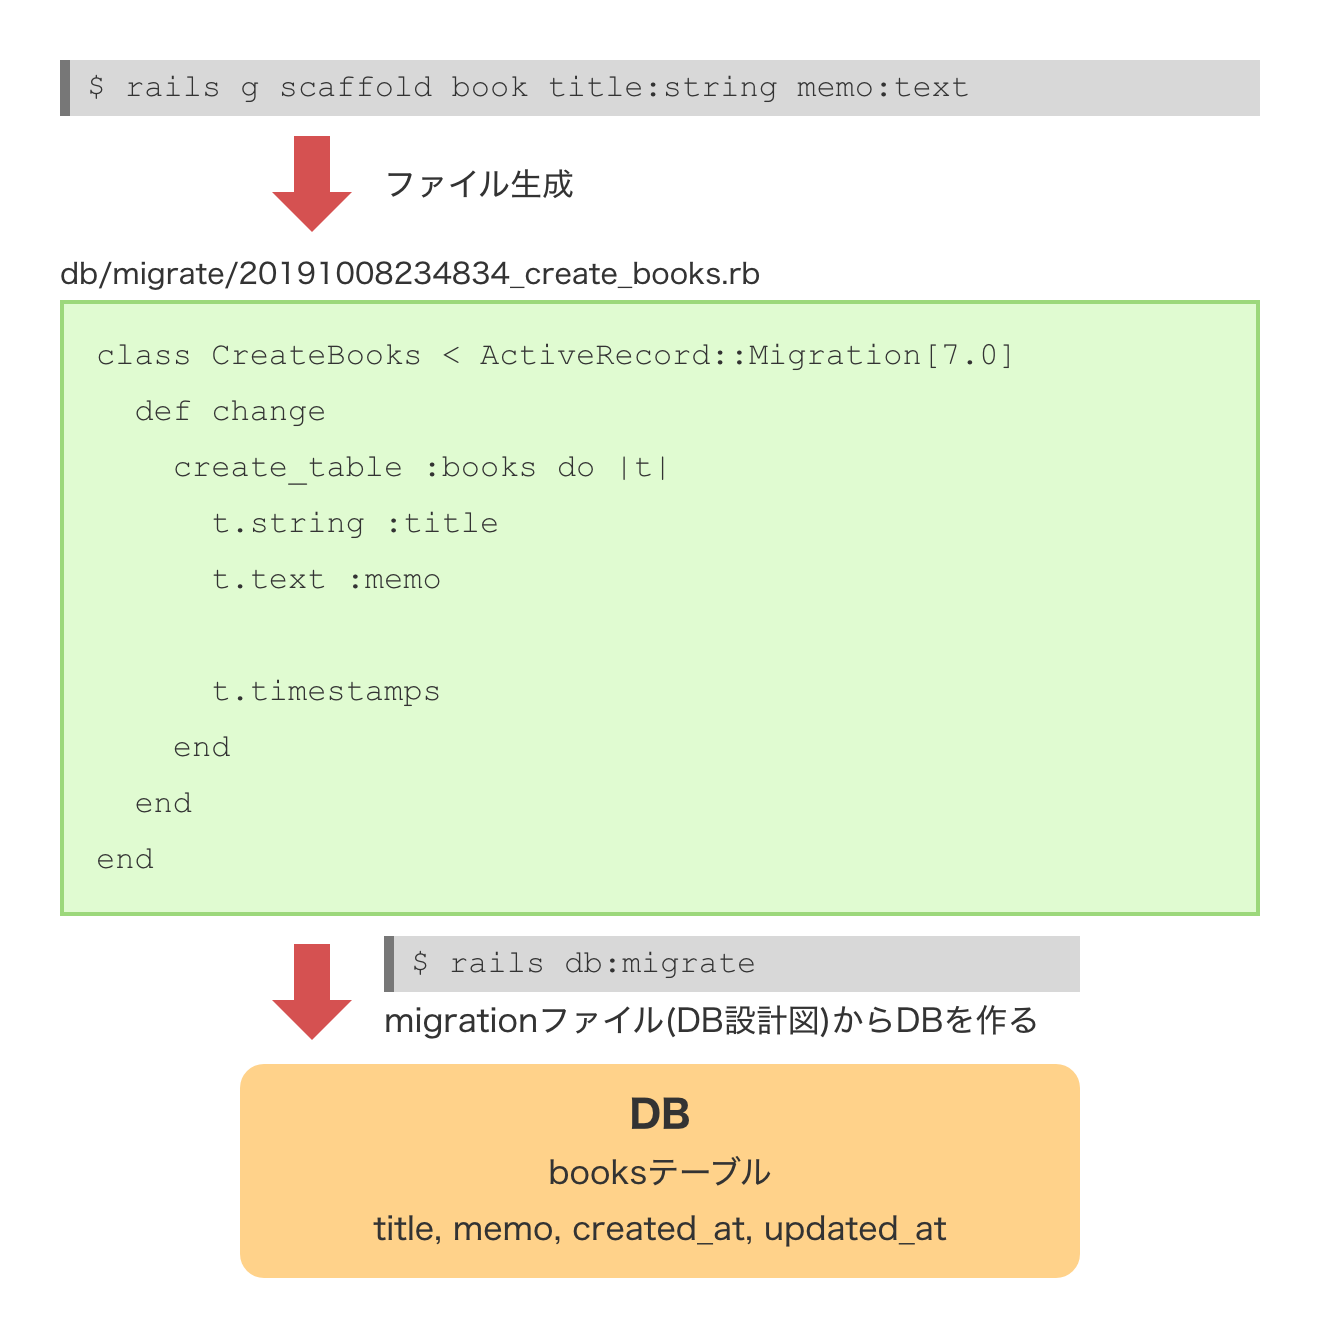 $ rails g scaffold book title:string memo:text
ファイル生成
db/migrate/20191008234834_create_books.rb
class CreateBooks < ActiveRecord::Migration[7.0]
  def change
    create_table :books do |t|
      t.string :title
      t.text :memo

      t.timestamps
    end
  end
end
$ rails db:migrate
migrationファイル(DB設計図)からDBを作る
DB
booksテーブル
title, memo, created_at, updated_at